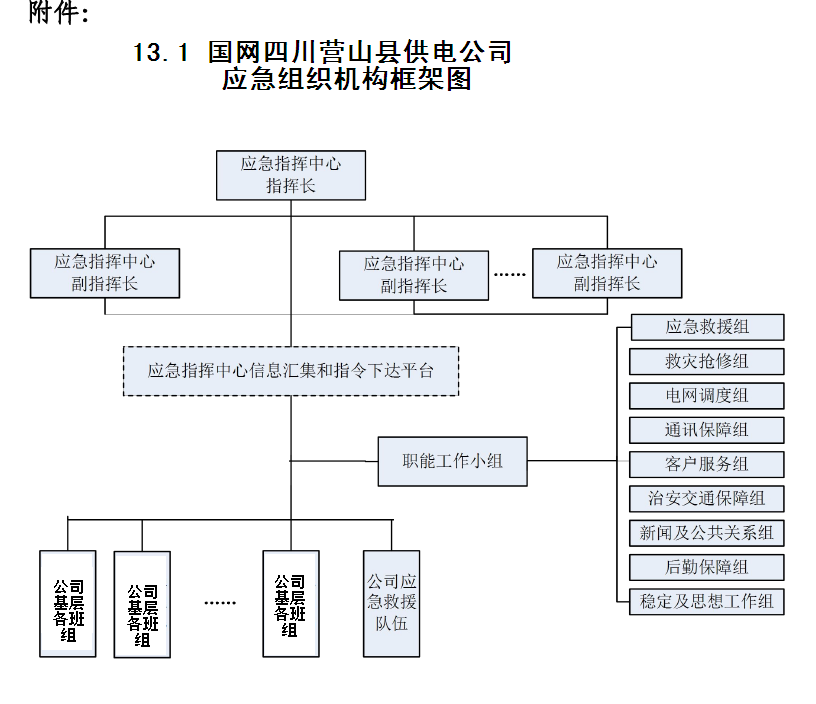 附件:
13.1 国网四川营山县供电公司
应急组织机构框架图
应急指挥中心
指挥长
应急指挥中心
副指挥长
应急指挥中心
副指挥长
……
应急指挥中心
副指挥长
应急指挥中心信息汇集和指令下达平台
职能工作小组
应急救援组
救灾抢修组
电网调度组
通讯保障组
客户服务组
治安交通保障组
新闻及公共关系组
后勤保障组
稳定及思想工作组
公司
基层
各班
组
公司
基层
各班
组
……
公司
基层
各班
组
公司应
急救援
队伍